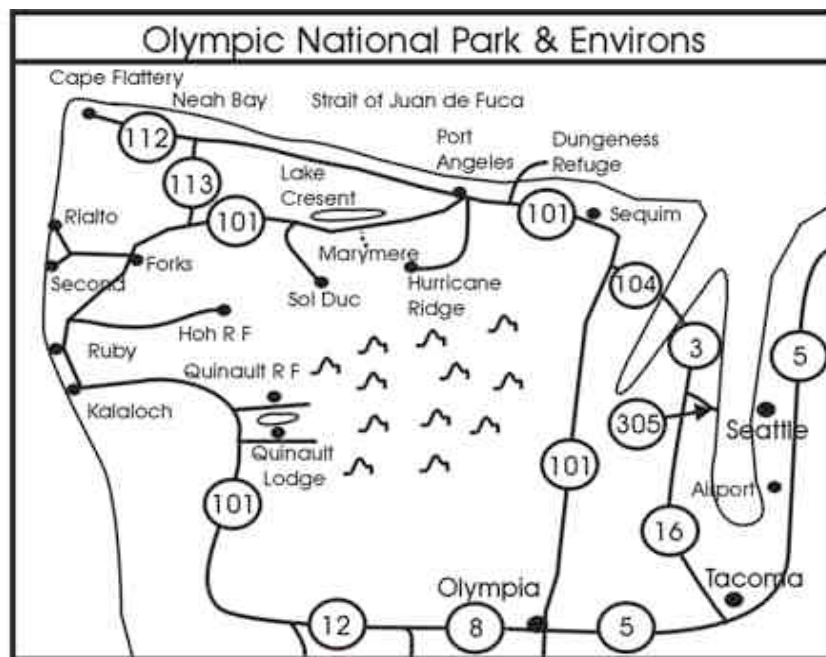 Olympic National Park & Environs
Cape Flattery
Neah Bay
Strait of Juan de Fuca
112
113
101
Lake
Cresent
Port
Angeles
Dungeness
Refuge
101
Sequim
Rialto
Second
Forks
Marymere
Sol Duc
Hurricane
Ridge
104
3
5
Hoh R F
Ruby
Kalaloch
Quinault R F
Quinault
Lodge
305
Seattle
101
101
Airport
16
Tacoma
Olympia
12
8
5